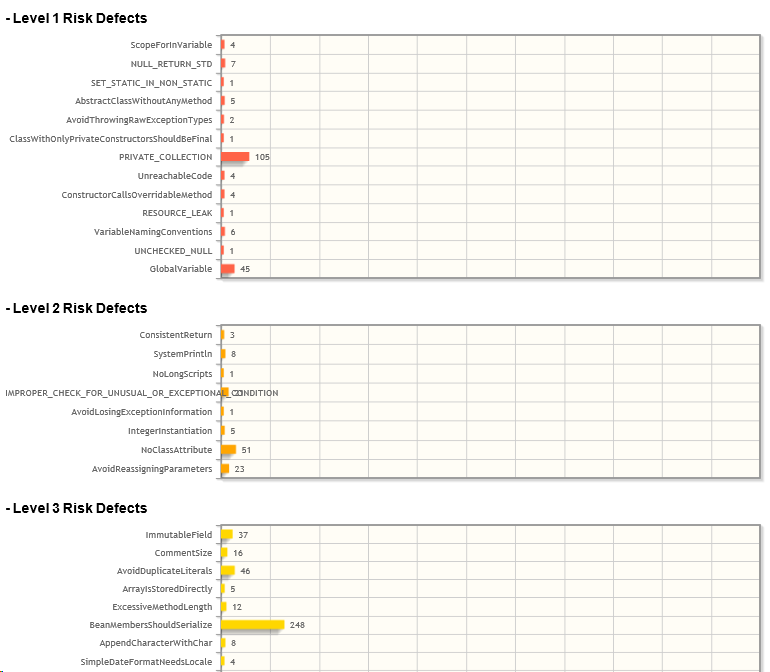 - Level 1 Risk Defects
ScopeForInVariable 4
NULL_RETURN_STD 7
SET_STATIC_IN_NON_STATIC 1
AbstractClassWithoutAnyMethod 5
AvoidThrowingRawExceptionTypes 2
ClassWithOnlyPrivateConstructorsShouldBeFinal 1
PRIVATE_COLLECTION 105
UnreachableCode 4
ConstructorCallsOverridableMethod 4
RESOURCE_LEAK 1
VariableNamingConventions 6
UNCHECKED_NULL 1
GlobalVariable 45
- Level 2 Risk Defects
ConsistentReturn 3
SystemPrintln 8
NoLongScripts 1
IMPROPER_CHECK_FOR_UNUSUAL_OR_EXCEPTIONAL_CONDITION
AvoidLosingExceptionInformation 1
IntegerInstantiation 5
NoClassAttribute 51
AvoidReassigningParameters 23
- Level 3 Risk Defects
ImmutableField 37
CommentSize 16
AvoidDuplicateLiterals 46
ArrayIsStoredDirectly 5
ExcessiveMethodLength 12
BeanMembersShouldSerialize 248
AppendCharacterWithChar 8
SimpleDateFormatNeedsLocale 4